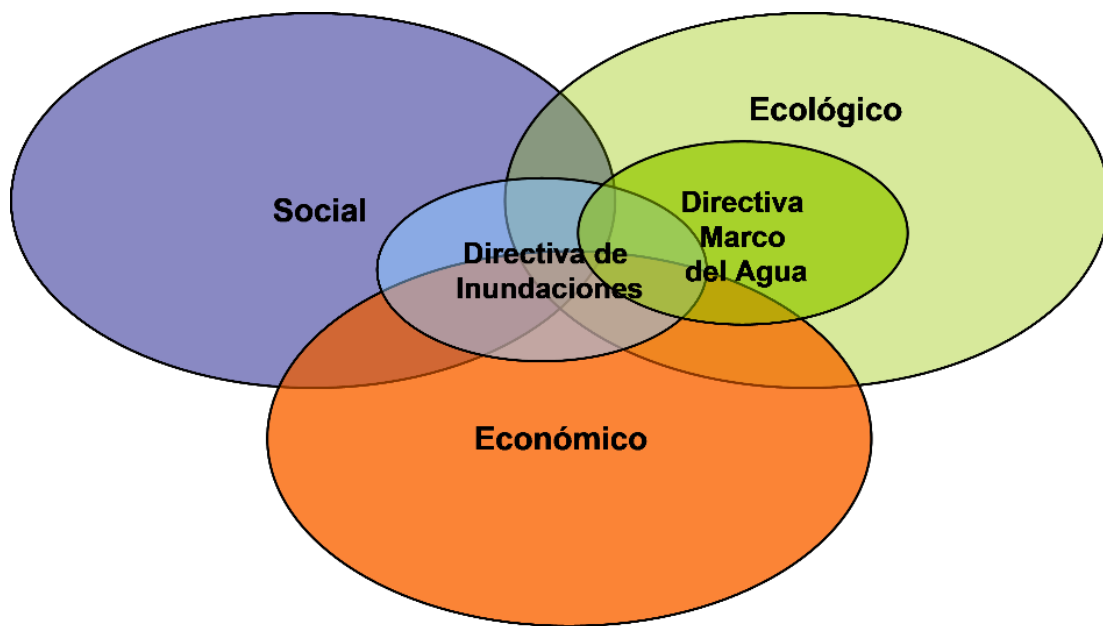 Ecológico
Social
Directiva
Marco
del Agua
Directiva de
Inundaciones
Económico